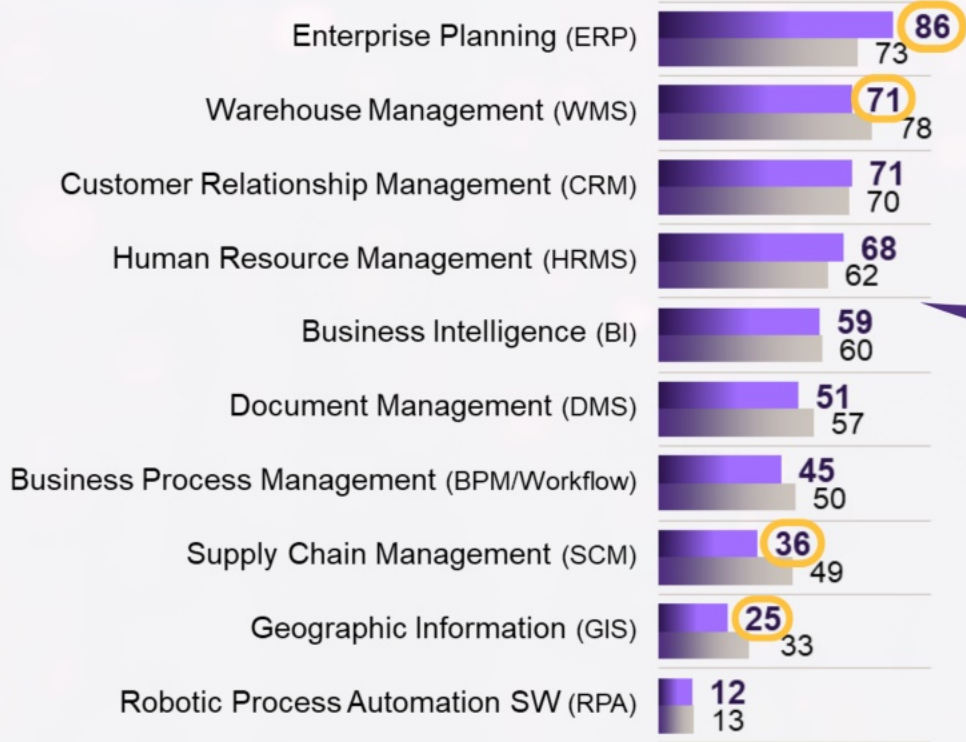 Enterprise Planning (ERP)
86
73
Warehouse Management (WMS)
71
78
Customer Relationship Management (CRM)
71
70
Human Resource Management (HRMS)
68
62
Business Intelligence (BI)
59
60
Document Management (DMS)
51
57
Business Process Management (BPM/Workflow)
45
50
Supply Chain Management (SCM)
36
49
Geographic Information (GIS)
25
33
Robotic Process Automation SW (RPA)
12
13